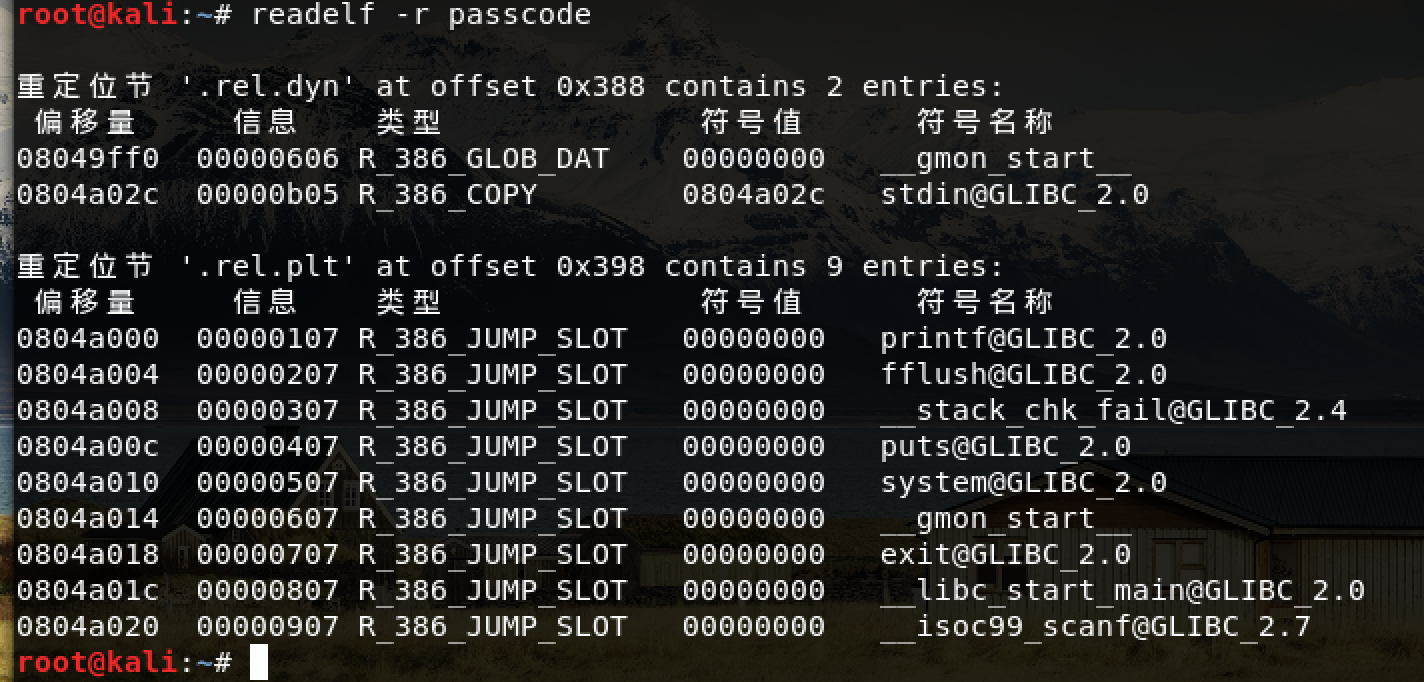 root@kali:~# readelf -r passcode
重定位节 '.rel.dyn' at offset 0x388 contains 2 entries:
 偏移量     信息    类型              符号值      符号名称
08049ff0  00000606 R_386_GLOB_DAT    00000000   __gmon_start__
0804a02c  00000b05 R_386_COPY        0804a02c   stdin@GLIBC_2.0
重定位节 '.rel.plt' at offset 0x398 contains 9 entries:
 偏移量     信息    类型              符号值      符号名称
0804a000  00000107 R_386_JUMP_SLOT   00000000   printf@GLIBC_2.0
0804a004  00000207 R_386_JUMP_SLOT   00000000   fflush@GLIBC_2.0
0804a008  00000307 R_386_JUMP_SLOT   00000000   __stack_chk_fail@GLIBC_2.4
0804a00c  00000407 R_386_JUMP_SLOT   00000000   puts@GLIBC_2.0
0804a010  00000507 R_386_JUMP_SLOT   00000000   system@GLIBC_2.0
0804a014  00000607 R_386_JUMP_SLOT   00000000   __gmon_start__
0804a018  00000707 R_386_JUMP_SLOT   00000000   exit@GLIBC_2.0
0804a01c  00000807 R_386_JUMP_SLOT   00000000   __libc_start_main@GLIBC_2.0
0804a020  00000907 R_386_JUMP_SLOT   00000000   __isoc99_scanf@GLIBC_2.7
root@kali:~#